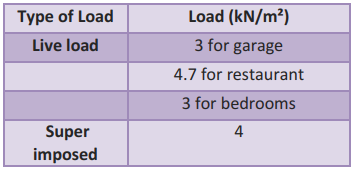 Type of Load Load (kN/m²)
Live load 3 for garage
4.7 for restaurant
3 for bedrooms
Super 4
imposed